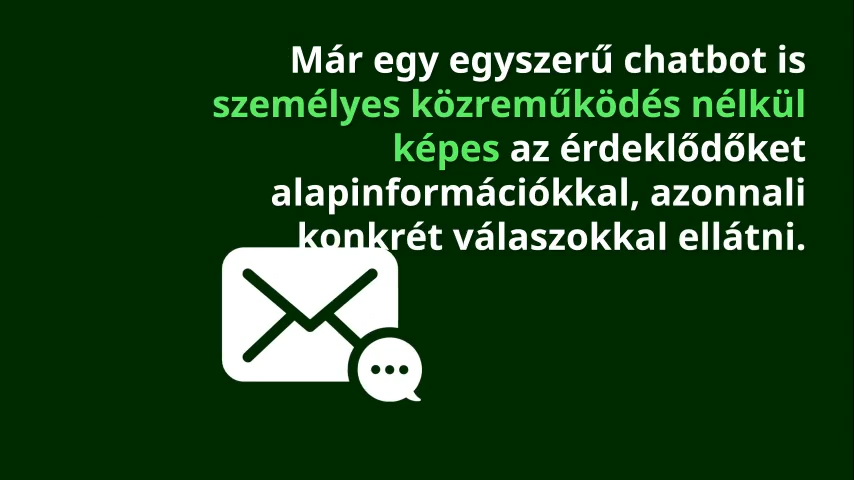 Már egy egyszerű chatbot is
személyes közreműködés nélkül
képes az érdeklődőket
alapinformációkkal, azonnali
konkrét válaszokkal ellátni.